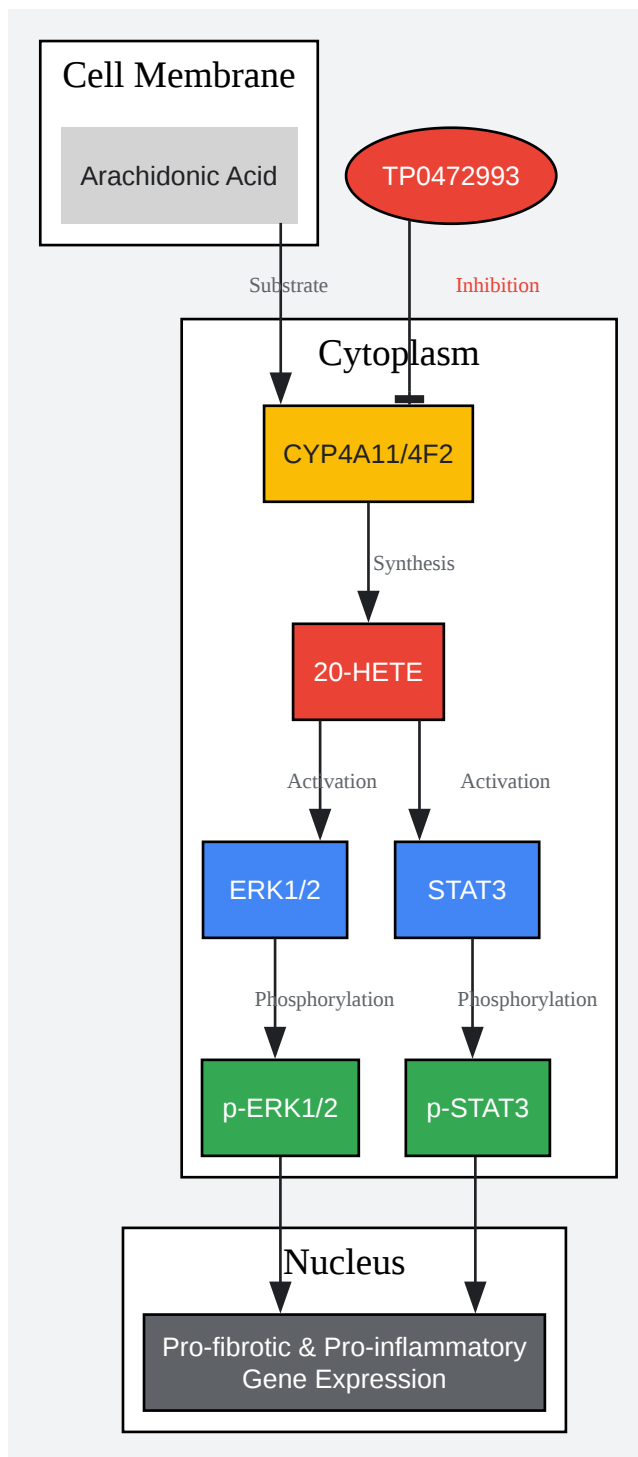 Cell Membrane
Arachidonic Acid
TP0472993
Substrate
Inhibition
Cytoplasm
CYP4A11/4F2
Synthesis
20-HETE
Activation
Activation
ERK1/2
STAT3
Phosphorylation
Phosphorylation
p-ERK1/2
p-STAT3
Nucleus
Pro-fibrotic & Pro-inflammatory
Gene Expression